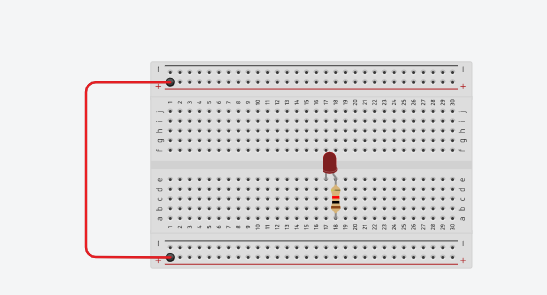 − −
+ +
1 2 3 4 5 6 7 8 9 10 11 12 13 14 15 16 17 18 19 20 21 22 23 24 25 26 27 28 29 30
j j
i i
h h
g g
f f
e e
d d
c c
b b
a a
1 2 3 4 5 6 7 8 9 10 11 12 13 14 15 16 17 18 19 20 21 22 23 24 25 26 27 28 29 30
− −
+ +